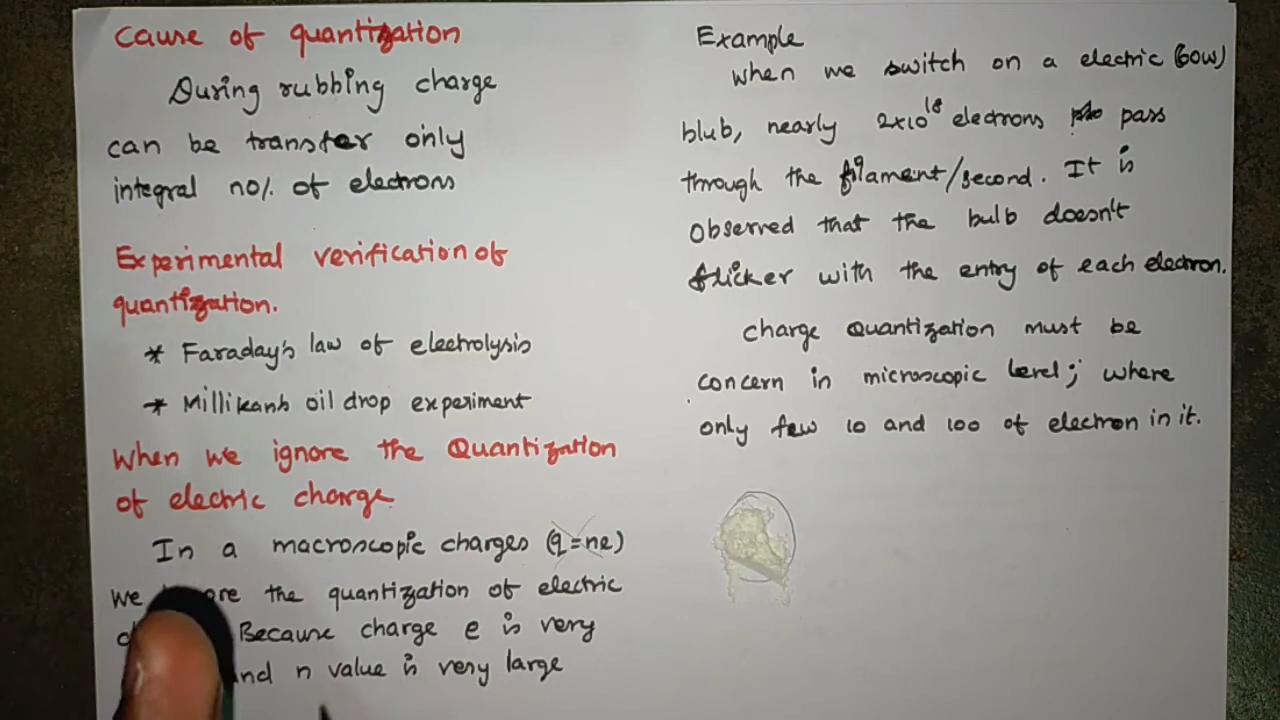 Cause of quantization
During rubbing charge
can be transfer only
integral no/. of electrons
Experimental verification of
quantization.
* Faraday's law of electrolysis
* Millikan's oil drop experiment
When we ignore the Quantization
of electric charge
In a macroscopic charges (q=ne)
we the quantization of electric
Because charge e is very
and n value is very large
Example
When we switch on a electric (60W)
blub, nearly 2x10^18 electrons pass
through the filament/second. It is
observed that the bulb doesn't
flicker with the entry of each electron.
charge quantization must be
concern in microscopic level; where
only few 10 and 100 of electron in it.